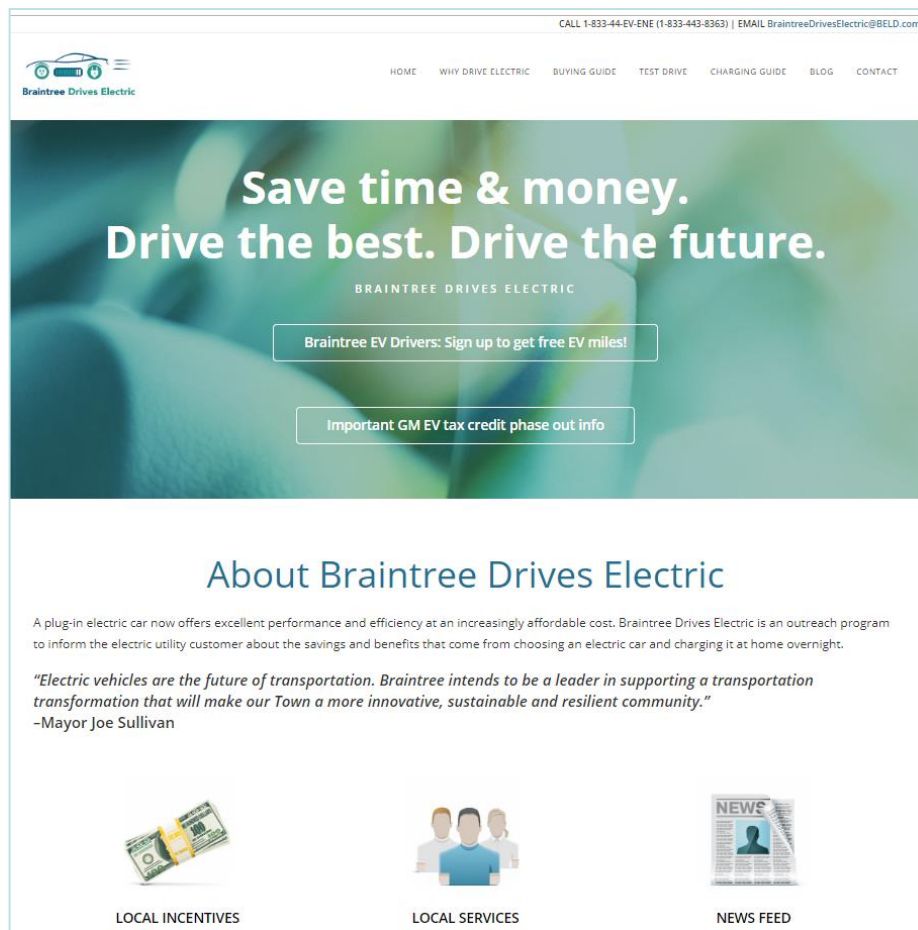 CALL 1-833-44-EV-ENE (1-833-443-8363) | EMAIL BraintreeDrivesElectric@BELD.com
Braintree Drives Electric
HOME WHY DRIVE ELECTRIC BUYING GUIDE TEST DRIVE CHARGING GUIDE BLOG CONTACT
Save time & money.
Drive the best. Drive the future.
BRAINTREE DRIVES ELECTRIC
Braintree EV Drivers: Sign up to get free EV miles!
Important GM EV tax credit phase out info
About Braintree Drives Electric
A plug-in electric car now offers excellent performance and efficiency at an increasingly affordable cost. Braintree Drives Electric is an outreach program
to inform the electric utility customer about the savings and benefits that come from choosing an electric car and charging it at home overnight.
“Electric vehicles are the future of transportation. Braintree intends to be a leader in supporting a transportation
transformation that will make our Town a more innovative, sustainable and resilient community.”
–Mayor Joe Sullivan
100
NEWS
LOCAL INCENTIVES
LOCAL SERVICES
NEWS FEED